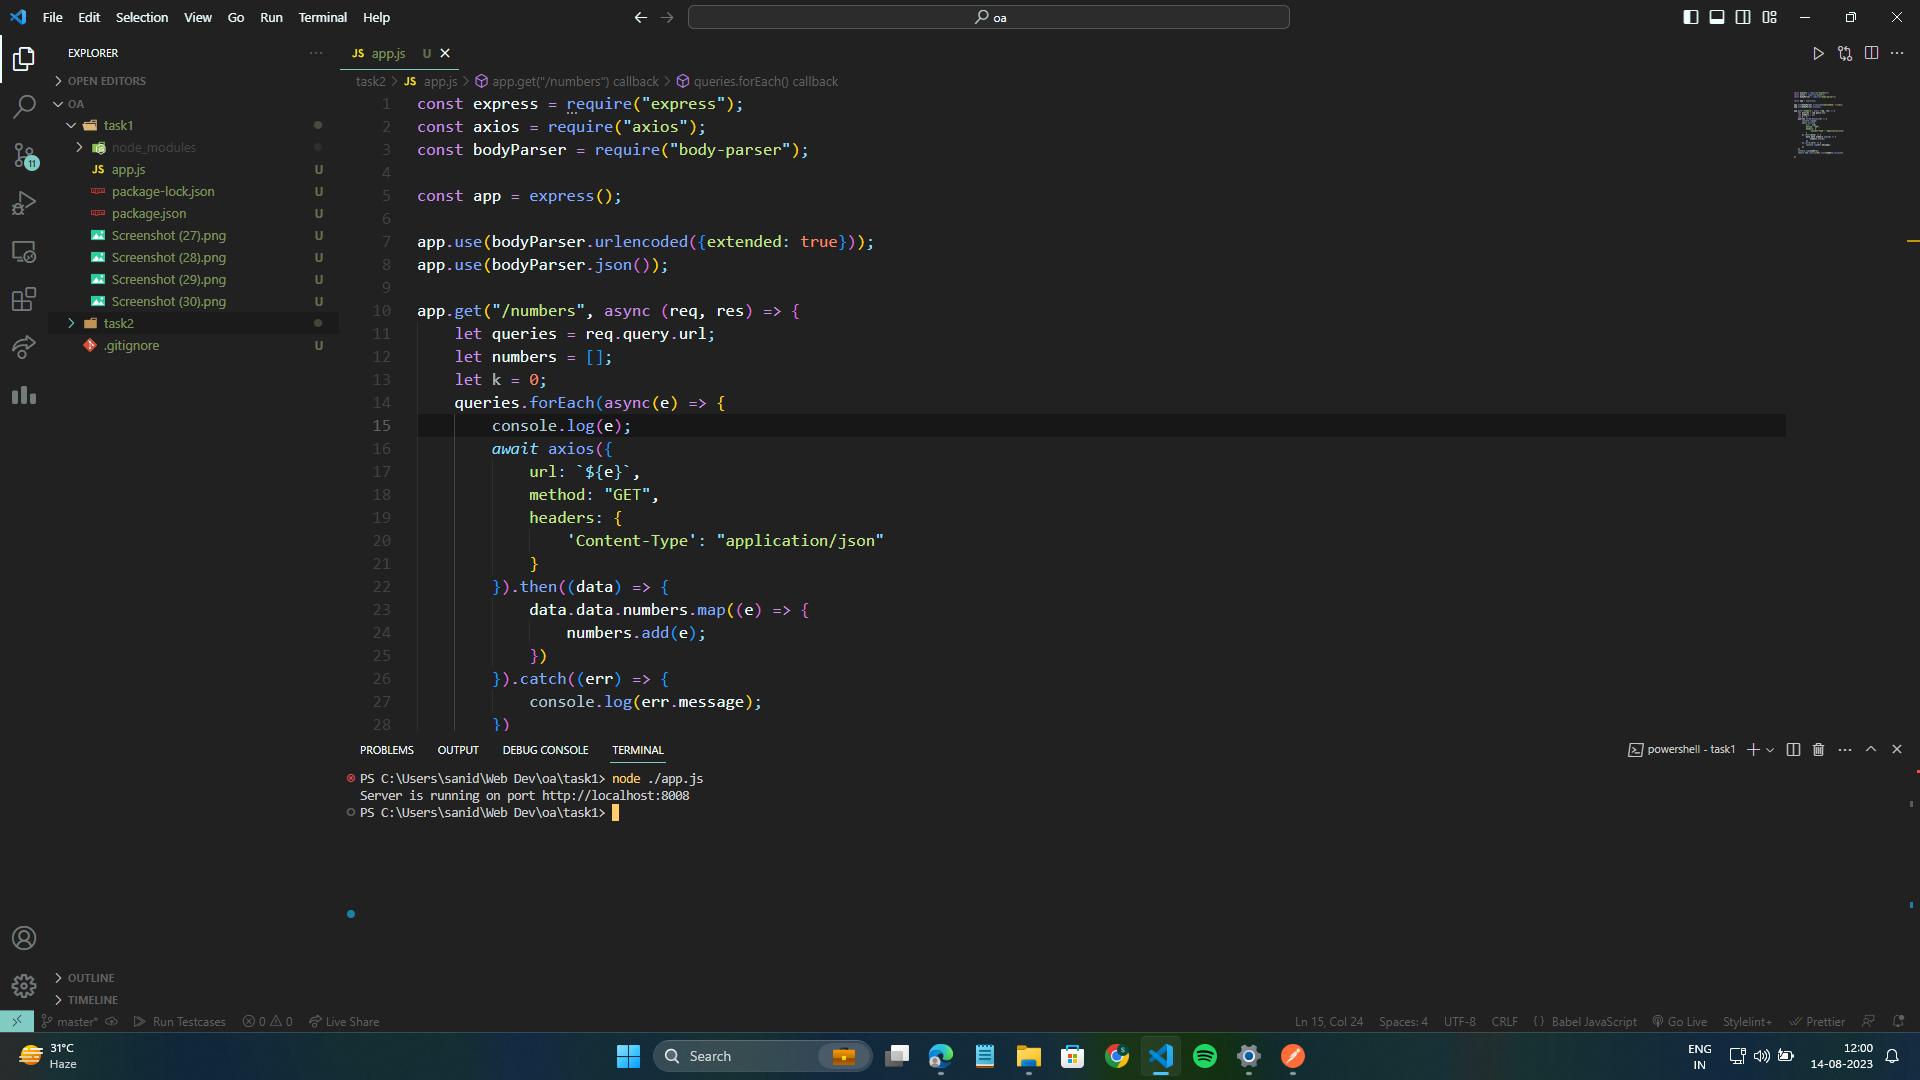 File Edit Selection View Go Run Terminal Help
oa
EXPLORER
OPEN EDITORS
OA
task1
node_modules
JS app.js U
package-lock.json U
package.json U
Screenshot (27).png U
Screenshot (28).png U
Screenshot (29).png U
Screenshot (30).png U
task2
.gitignore U
11
OUTLINE
TIMELINE
JS app.js U
task2 > JS app.js > app.get("/numbers") callback > queries.forEach() callback
1 const express = require("express");
2 const axios = require("axios");
3 const bodyParser = require("body-parser");
4
5 const app = express();
6
7 app.use(bodyParser.urlencoded({extended: true}));
8 app.use(bodyParser.json());
9
10 app.get("/numbers", async (req, res) => {
11 let queries = req.query.url;
12 let numbers = [];
13 let k = 0;
14 queries.forEach(async(e) => {
15 console.log(e);
16 await axios({
17 url: `${e}`,
18 method: "GET",
19 headers: {
20 'Content-Type': "application/json"
21 }
22 }).then((data) => {
23 data.data.numbers.map((e) => {
24 numbers.add(e);
25 })
26 }).catch((err) => {
27 console.log(err.message);
28 })
PROBLEMS OUTPUT DEBUG CONSOLE TERMINAL
powershell - task1
PS C:\Users\sanid\Web Dev\oa\task1> node ./app.js
Server is running on port http://localhost:8008
PS C:\Users\sanid\Web Dev\oa\task1>
master* Run Testcases 0 0 Live Share
Ln 15, Col 24 Spaces: 4 UTF-8 CRLF {} Babel JavaScript Go Live Stylelint+ Prettier
31°C
Haze
Search
ENG
IN
12:00
14-08-2023